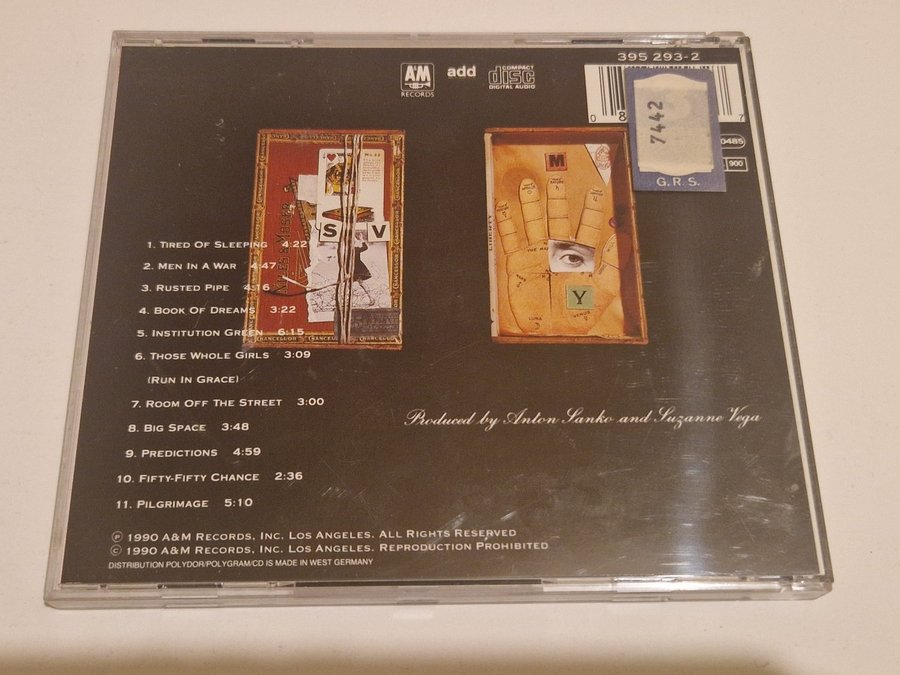 A&M
RECORDS
add
COMPACT
disc
DIGITAL AUDIO
395 293-2
0
7
7442
G.R.S.
0485
900
S V
M
Y
1. TIRED OF SLEEPING 4:22
2. MEN IN A WAR 4:47
3. RUSTED PIPE 4:16
4. BOOK OF DREAMS 3:22
5. INSTITUTION GREEN 6:15
6. THOSE WHOLE GIRLS 3:09
(RUN IN GRACE)
7. ROOM OFF THE STREET 3:00
8. BIG SPACE 3:48
9. PREDICTIONS 4:59
10. FIFTY-FIFTY CHANCE 2:36
11. PILGRIMAGE 5:10
Produced by Anton Sanko and Suzanne Vega
℗ 1990 A&M RECORDS, INC. LOS ANGELES. ALL RIGHTS RESERVED
© 1990 A&M RECORDS, INC. LOS ANGELES. REPRODUCTION PROHIBITED
DISTRIBUTION POLYDOR/POLYGRAM/CD IS MADE IN WEST GERMANY